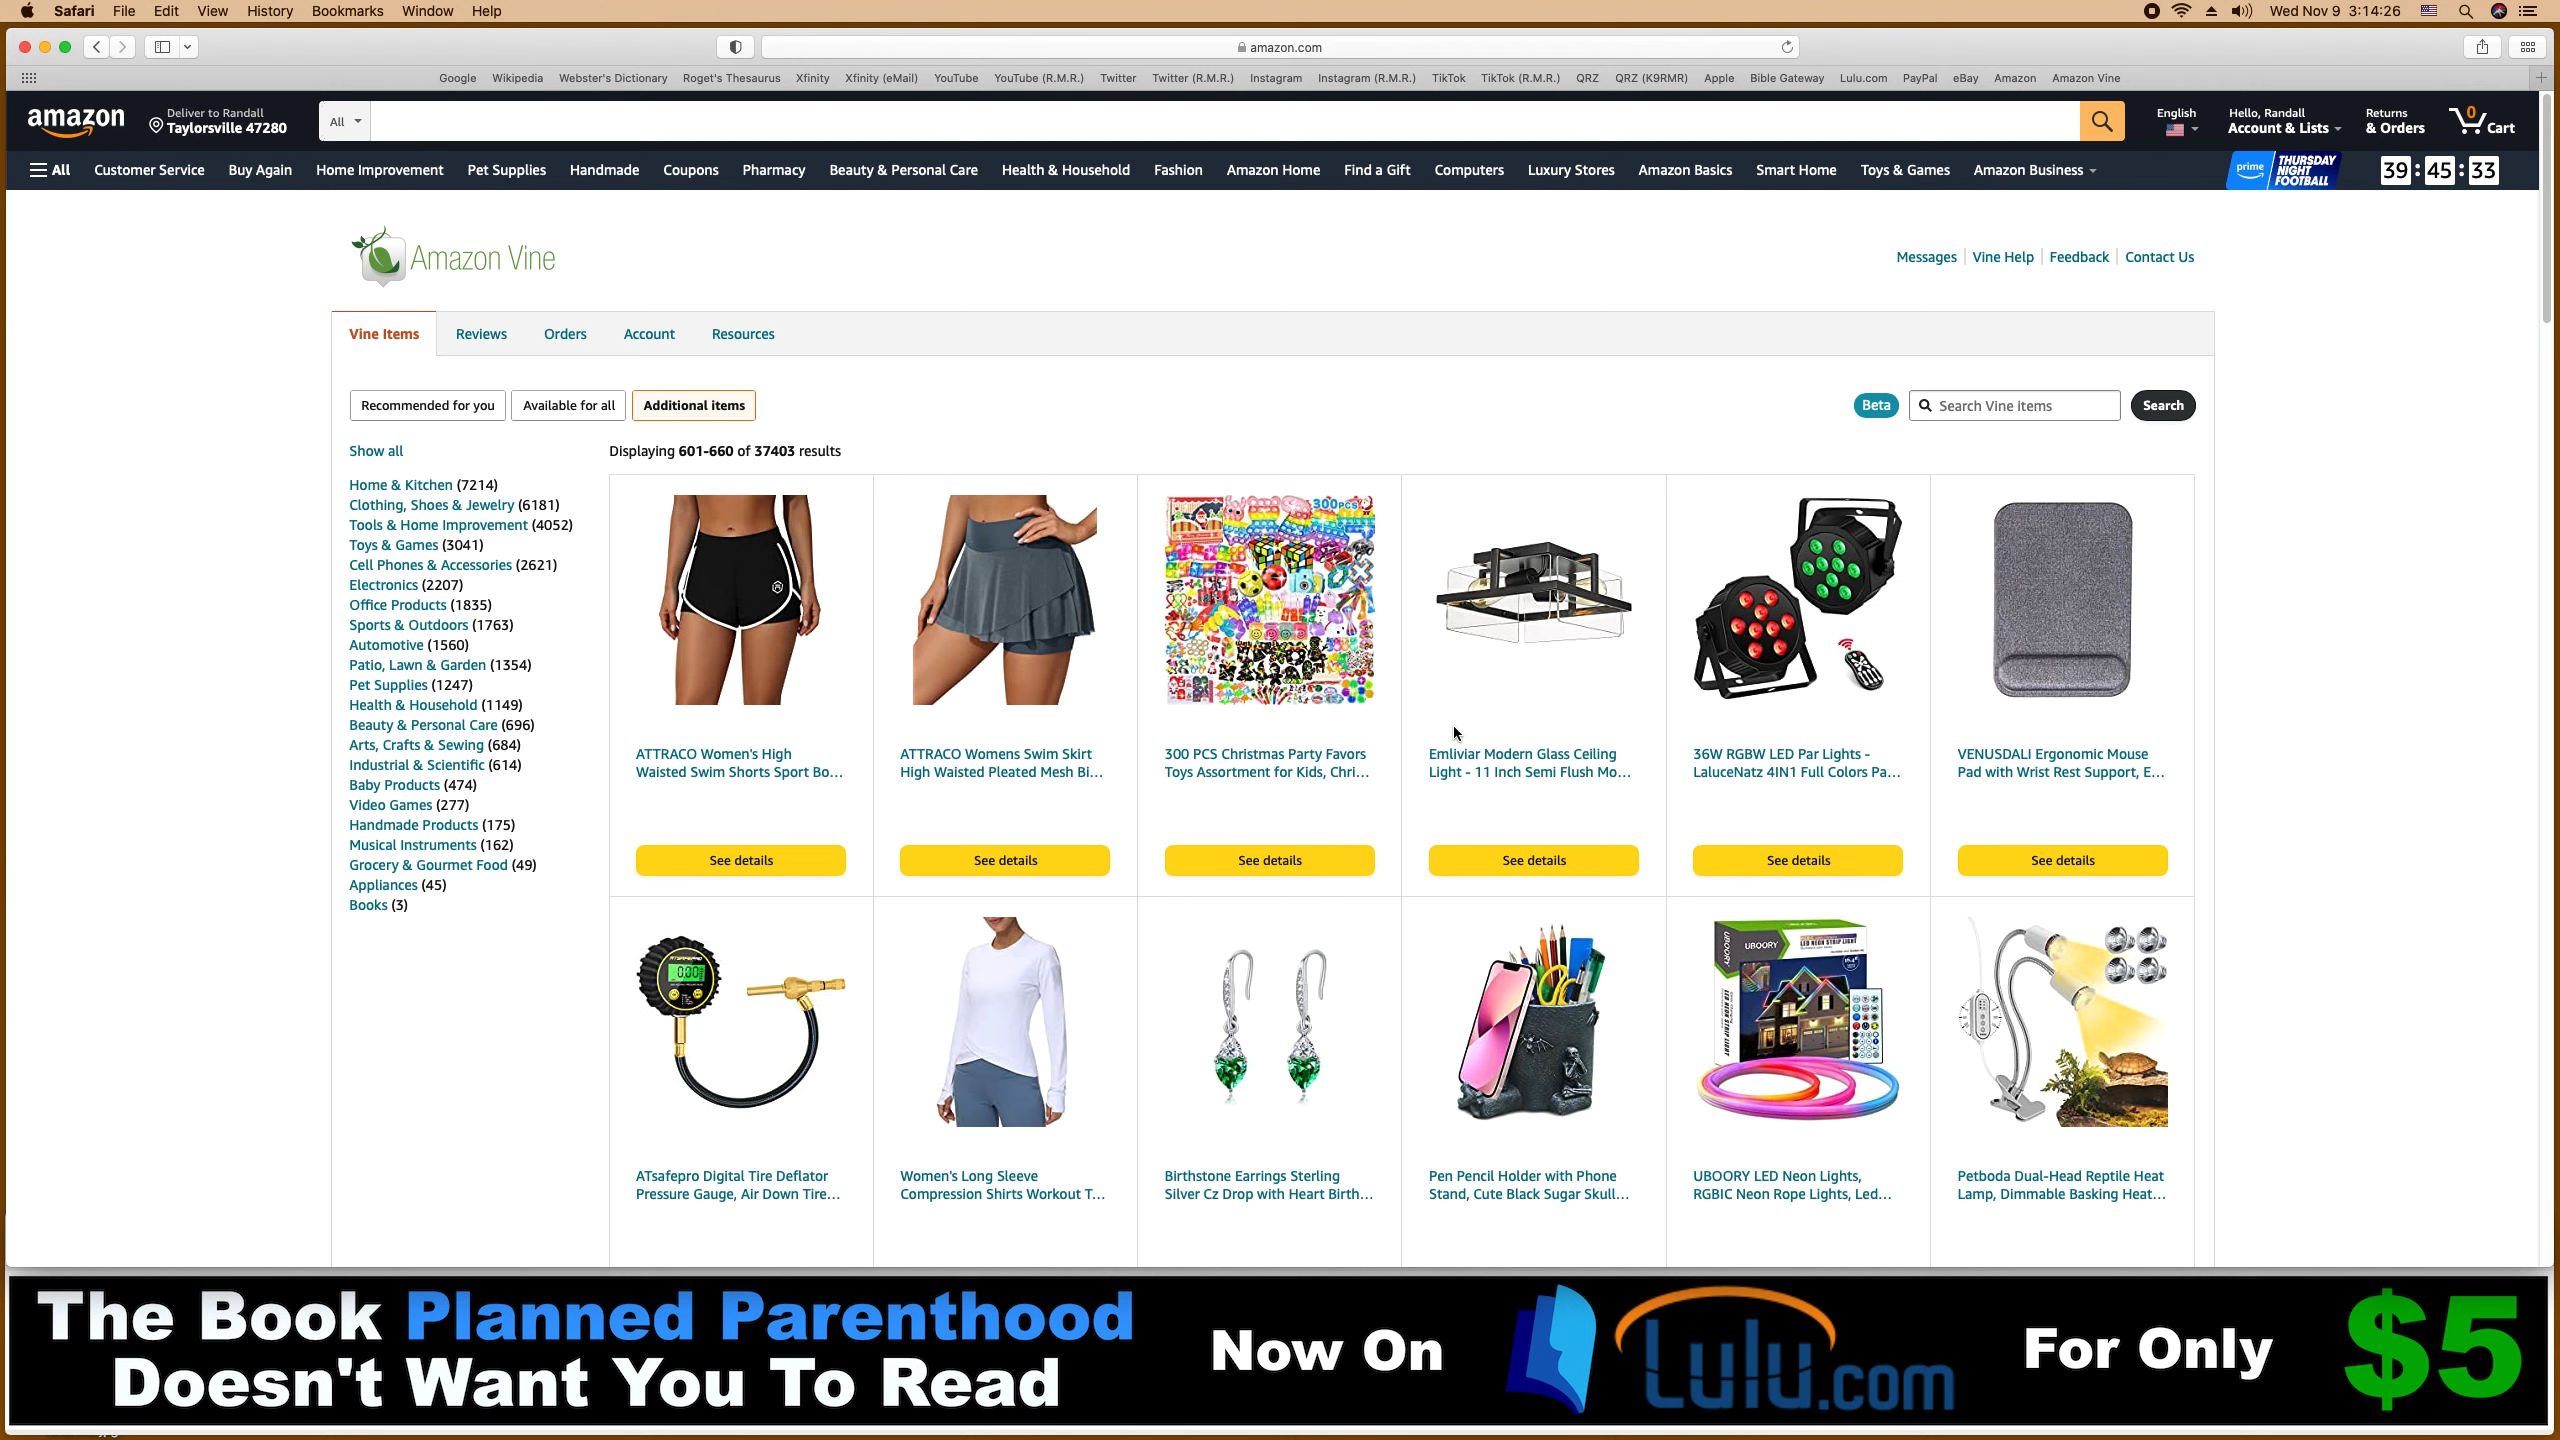 Safari File Edit View History Bookmarks Window Help
Wed Nov 9 3:14:26
amazon.com
Google Wikipedia Webster's Dictionary Roget's Thesaurus Xfinity Xfinity (eMail) YouTube YouTube (R.M.R.) Twitter Twitter (R.M.R.) Instagram Instagram (R.M.R.) TikTok TikTok (R.M.R.) QRZ QRZ (K9RMR) Apple Bible Gateway Lulu.com PayPal eBay Amazon Amazon Vine
amazon
Deliver to Randall
Taylorsville 47280
All
English
Hello, Randall
Account & Lists
Returns
& Orders
0
Cart
All Customer Service Buy Again Home Improvement Pet Supplies Handmade Coupons Pharmacy Beauty & Personal Care Health & Household Fashion Amazon Home Find a Gift Computers Luxury Stores Amazon Basics Smart Home Toys & Games Amazon Business
prime
THURSDAY
NIGHT
FOOTBALL
39 : 45 : 33
Amazon Vine
Messages Vine Help Feedback Contact Us
Vine Items Reviews Orders Account Resources
Recommended for you Available for all Additional items
Beta Search Vine items Search
Show all
Displaying 601-660 of 37403 results
Home & Kitchen (7214)
Clothing, Shoes & Jewelry (6181)
Tools & Home Improvement (4052)
Toys & Games (3041)
Cell Phones & Accessories (2621)
Electronics (2207)
Office Products (1835)
Sports & Outdoors (1763)
Automotive (1560)
Patio, Lawn & Garden (1354)
Pet Supplies (1247)
Health & Household (1149)
Beauty & Personal Care (696)
Arts, Crafts & Sewing (684)
Industrial & Scientific (614)
Baby Products (474)
Video Games (277)
Handmade Products (175)
Musical Instruments (162)
Grocery & Gourmet Food (49)
Appliances (45)
Books (3)
300PCS
ATTRACO Women's High
Waisted Swim Shorts Sport Bo...
ATTRACO Womens Swim Skirt
High Waisted Pleated Mesh Bi...
300 PCS Christmas Party Favors
Toys Assortment for Kids, Chri...
Emliviar Modern Glass Ceiling
Light - 11 Inch Semi Flush Mo...
36W RGBW LED Par Lights -
LaluceNatz 4IN1 Full Colors Pa...
VENUSDALI Ergonomic Mouse
Pad with Wrist Rest Support, E...
See details See details See details See details See details See details
0.00
UBOORY
LED NEON STRIP LIGHT
UBOORY
LED NEON STRIP LIGHT
ATsafepro Digital Tire Deflator
Pressure Gauge, Air Down Tire...
Women's Long Sleeve
Compression Shirts Workout T...
Birthstone Earrings Sterling
Silver Cz Drop with Heart Birth...
Pen Pencil Holder with Phone
Stand, Cute Black Sugar Skull...
UBOORY LED Neon Lights,
RGBIC Neon Rope Lights, Led...
Petboda Dual-Head Reptile Heat
Lamp, Dimmable Basking Heat...
The Book Planned Parenthood
Doesn't Want You To Read
Now On
Lulu.com
For Only
$5